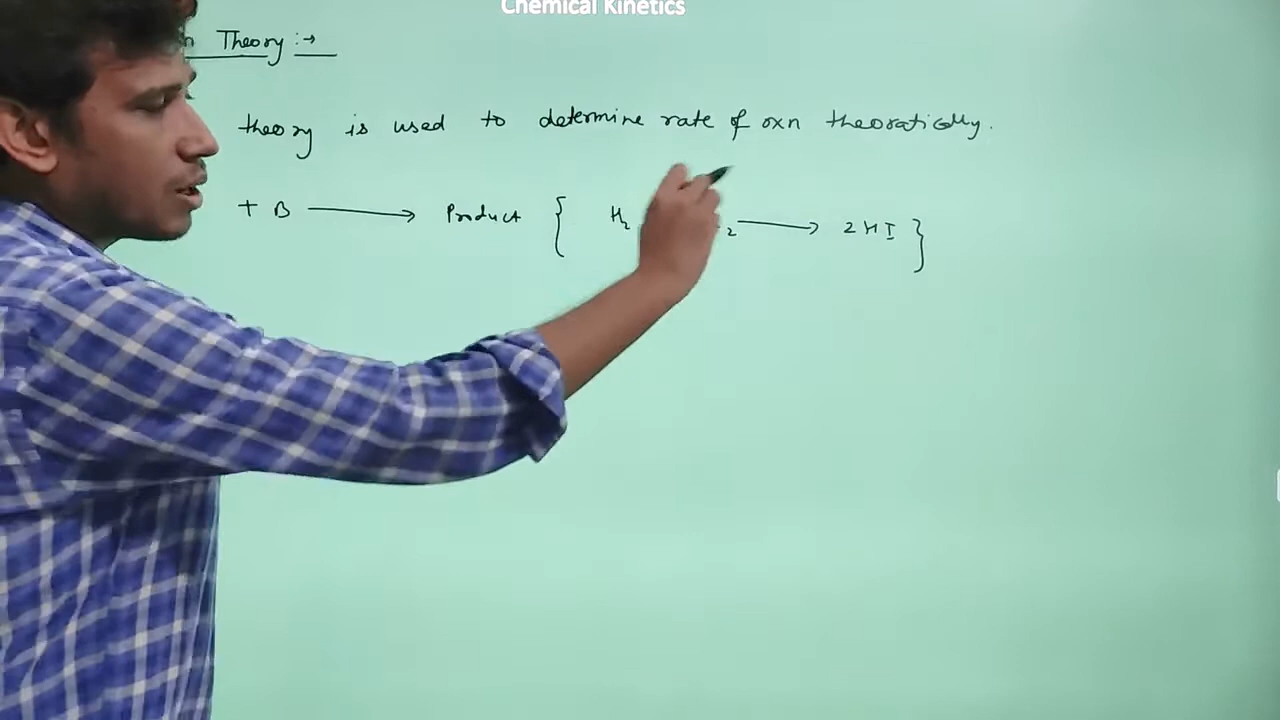 Chemical Kinetics
n Theory :→
theory is used to determine rate of rxn theoratically.
+ B ⟶ Product { H₂ ₂ ⟶ 2HI }